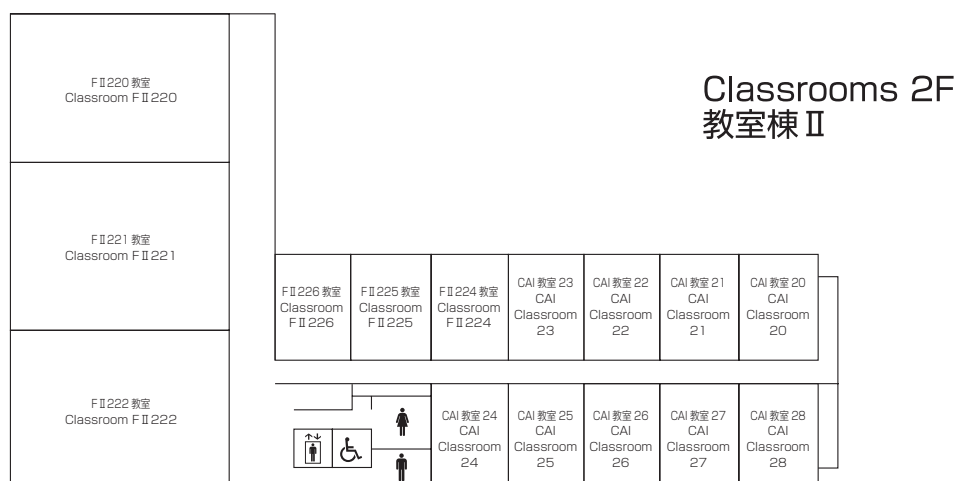 Classrooms 2F
教室棟Ⅱ
FⅡ220 教室
Classroom FⅡ220
FⅡ221 教室
Classroom FⅡ221
FⅡ222 教室
Classroom FⅡ222
FⅡ226 教室
Classroom
FⅡ226
FⅡ225 教室
Classroom
FⅡ225
FⅡ224 教室
Classroom
FⅡ224
CAI 教室 23
CAI
Classroom
23
CAI 教室 22
CAI
Classroom
22
CAI 教室 21
CAI
Classroom
21
CAI 教室 20
CAI
Classroom
20
CAI 教室 24
CAI
Classroom
24
CAI 教室 25
CAI
Classroom
25
CAI 教室 26
CAI
Classroom
26
CAI 教室 27
CAI
Classroom
27
CAI 教室 28
CAI
Classroom
28